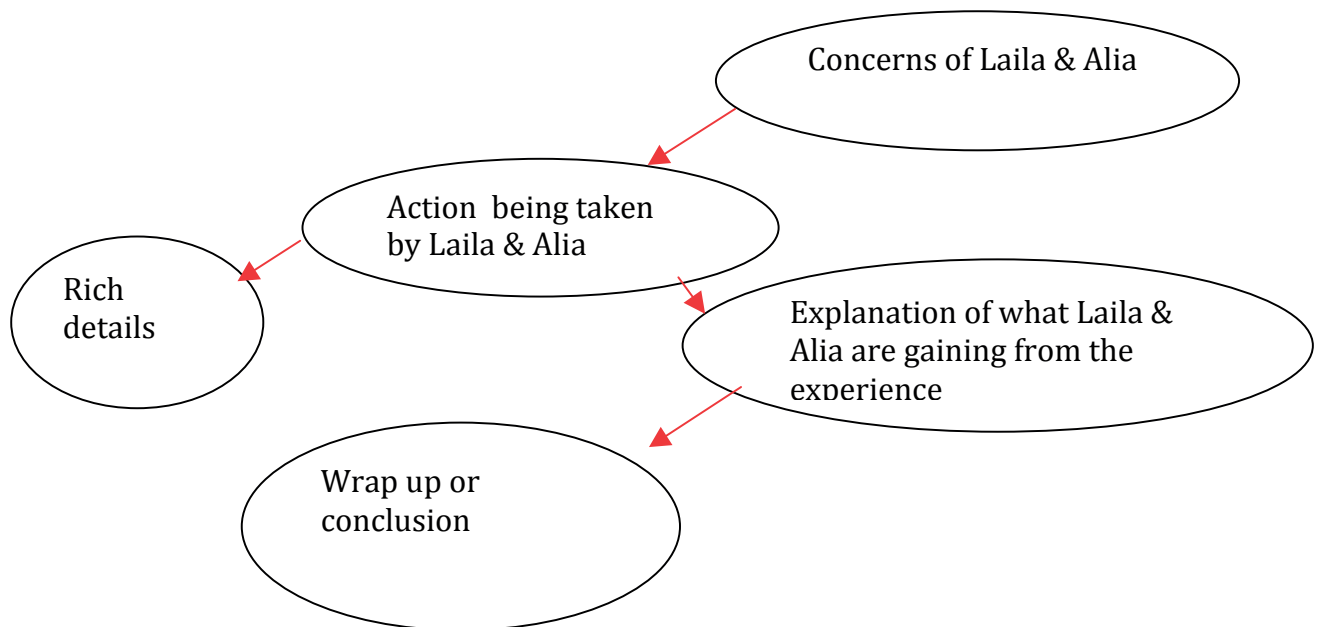 Concerns of Laila & Alia
Action  being taken
by Laila & Alia
Rich
details
Explanation of what Laila &
Alia are gaining from the
experience
Wrap up or
conclusion